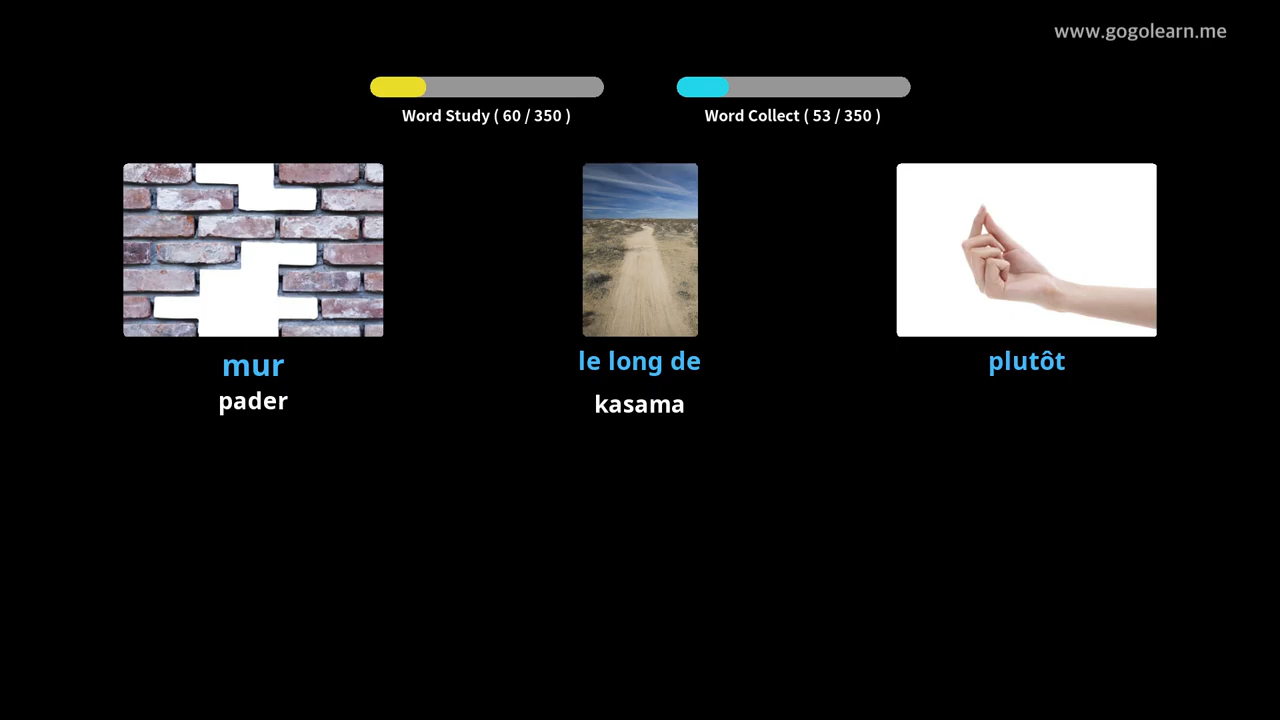 www.gogolearn.me
Word Study ( 60 / 350 )
Word Collect ( 53 / 350 )
mur
pader
le long de
kasama
plutôt